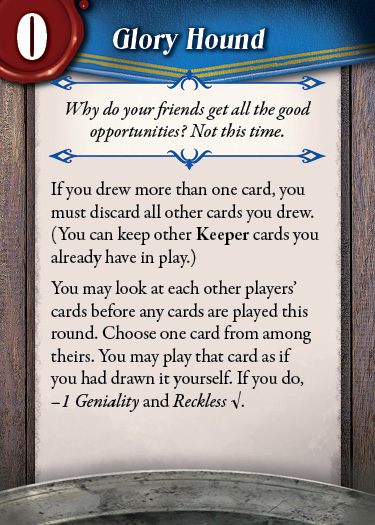 0
Glory Hound
Why do your friends get all the good
opportunities? Not this time.
If you drew more than one card, you
must discard all other cards you drew.
(You can keep other Keeper cards you
already have in play.)
You may look at each other players’
cards before any cards are played this
round. Choose one card from among
theirs. You may play that card as if
you had drawn it yourself. If you do,
–1 Geniality and Reckless √.